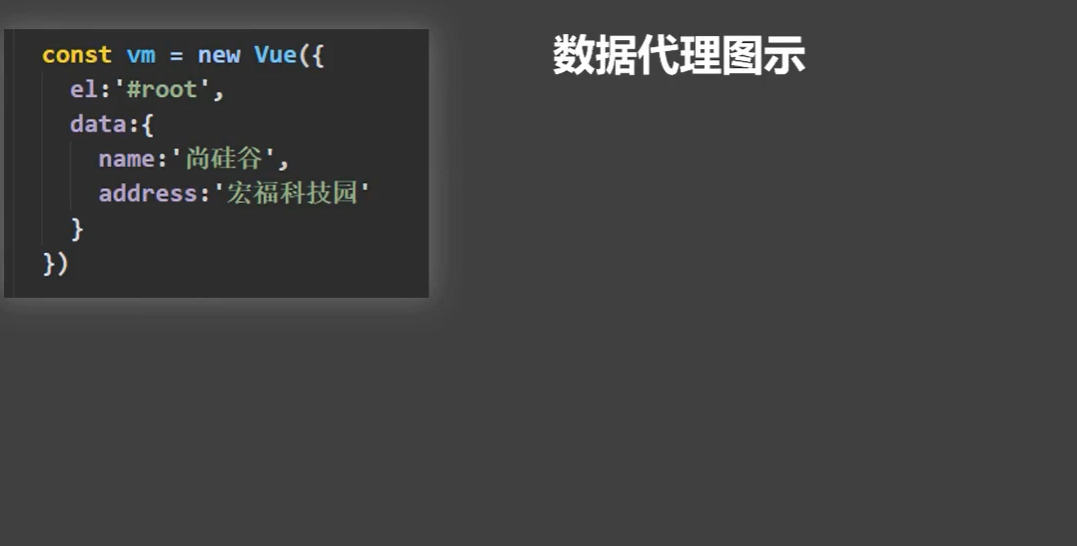 const vm = new Vue({
el:'#root',
data:{
name:'尚硅谷',
address:'宏福科技园'
}
})
数据代理图示